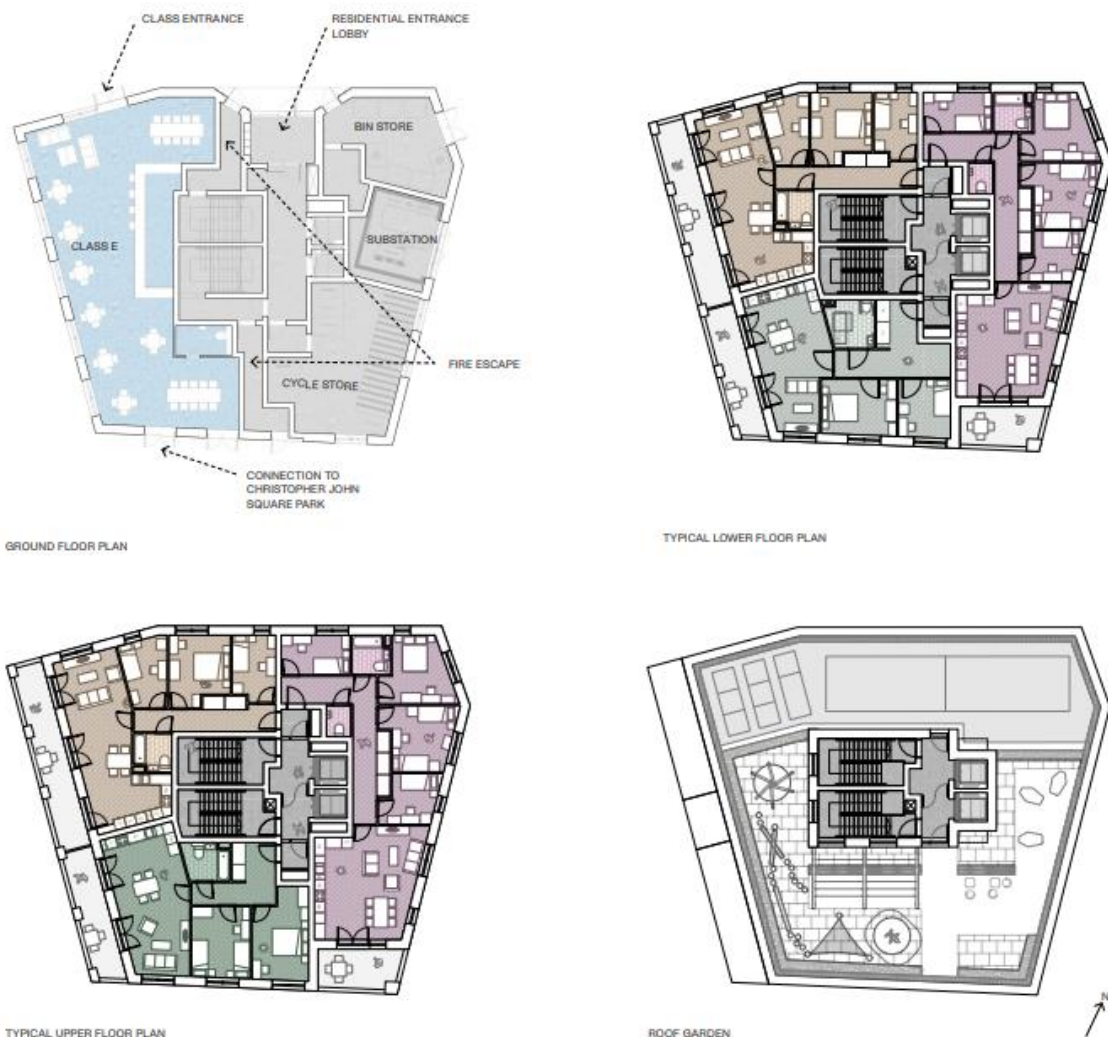 CLASS ENTRANCE
RESIDENTIAL ENTRANCE
LOBBY
BIN STORE
CLASS E
SUBSTATION
FIRE ESCAPE
CYCLE STORE
CONNECTION TO
CHRISTOPHER JOHN
SQUARE PARK
GROUND FLOOR PLAN
TYPICAL LOWER FLOOR PLAN
TYPICAL UPPER FLOOR PLAN
ROOF GARDEN
N